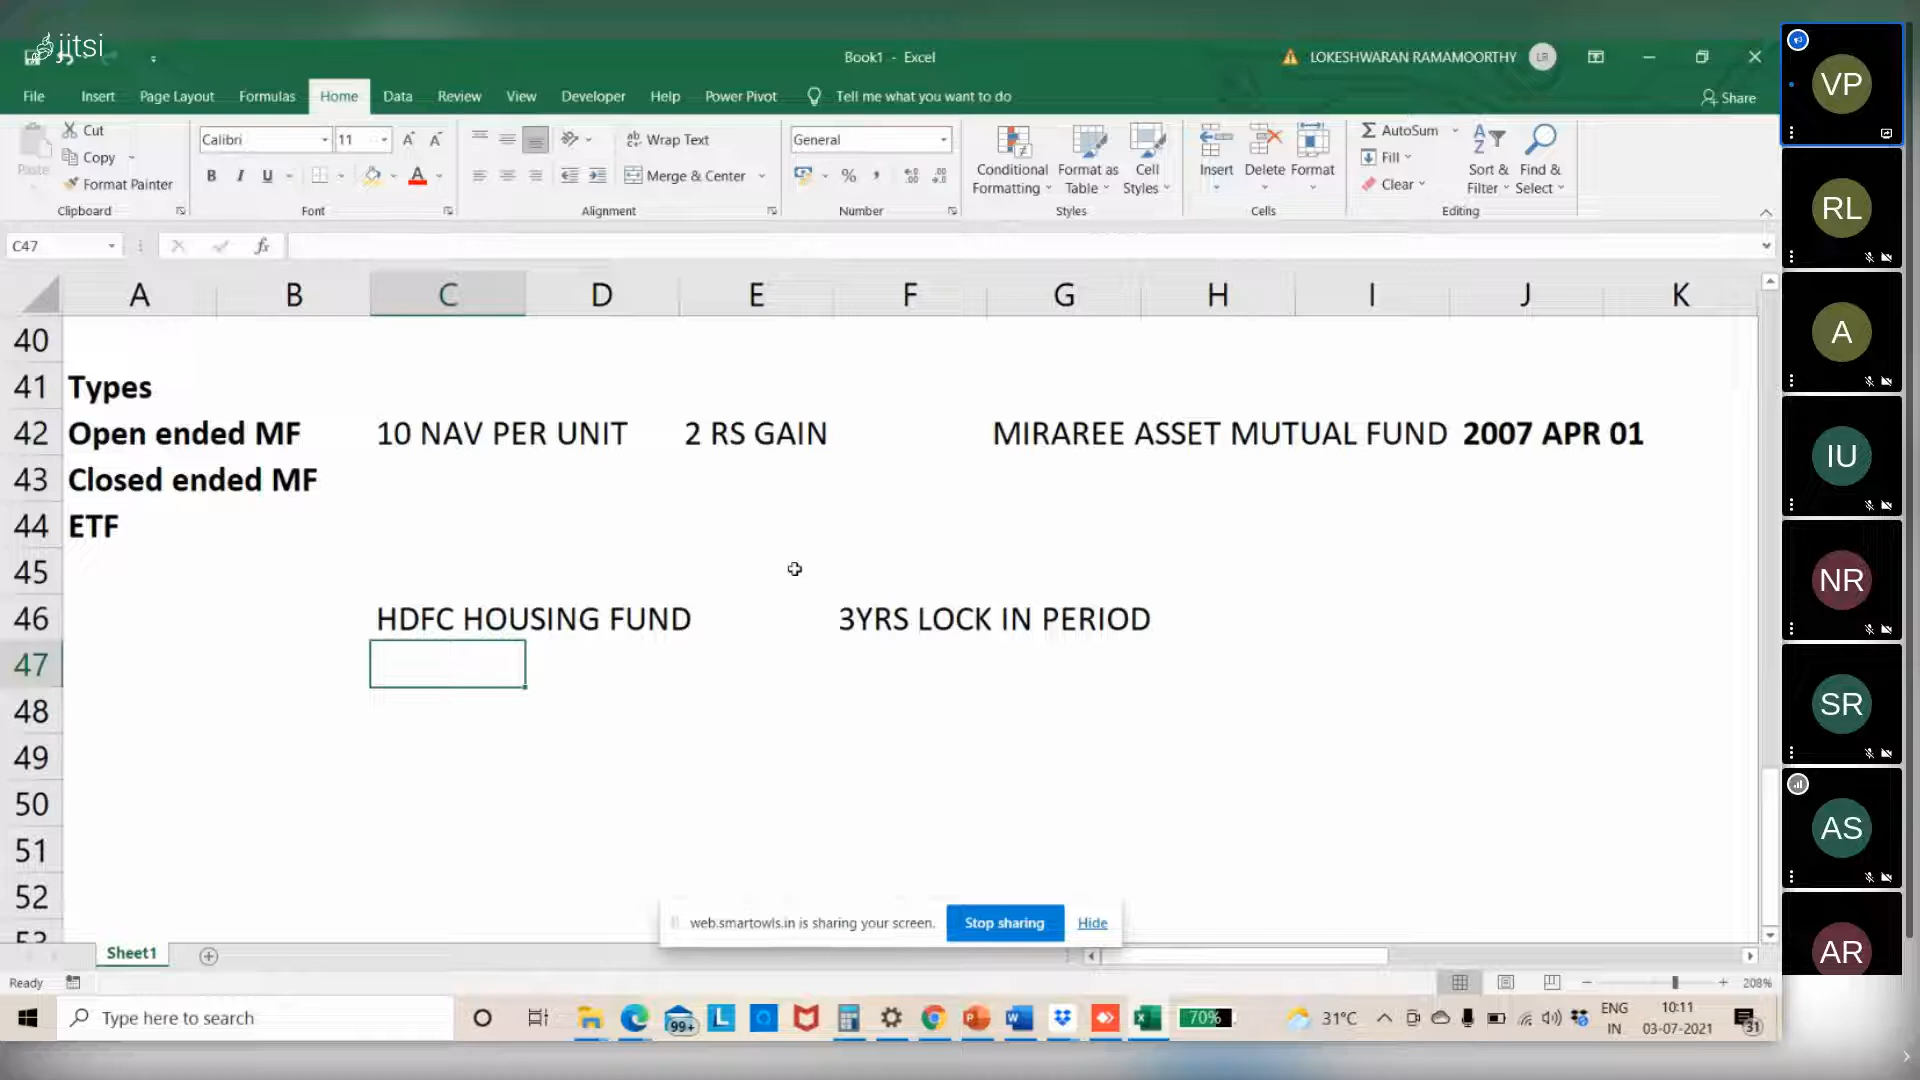 jitsi
Book1 - Excel
LOKESHWARAN RAMAMOORTHY LR
File Insert Page Layout Formulas Home Data Review View Developer Help Power Pivot Tell me what you want to do Share
Paste Cut Copy Format Painter Clipboard
Calibri 11 A A B I U A Font
ab Wrap Text Merge & Center Alignment
General % , Number
Conditional Formatting Format as Table Cell Styles Styles
Insert Delete Format Cells
AutoSum Fill Clear Sort & Filter Find & Select Editing
C47 fx
A B C D E F G H I J K
40
41 Types
42 Open ended MF 10 NAV PER UNIT 2 RS GAIN MIRAREE ASSET MUTUAL FUND 2007 APR 01
43 Closed ended MF
44 ETF
45
46 HDFC HOUSING FUND 3YRS LOCK IN PERIOD
47
48
49
50
51
52
53
web.smartowls.in is sharing your screen. Stop sharing Hide
Sheet1
Ready 208%
Type here to search 99+ 70% 31°C ENG IN 10:11 03-07-2021 31
VP
RL
A
IU
NR
SR
AS
AR